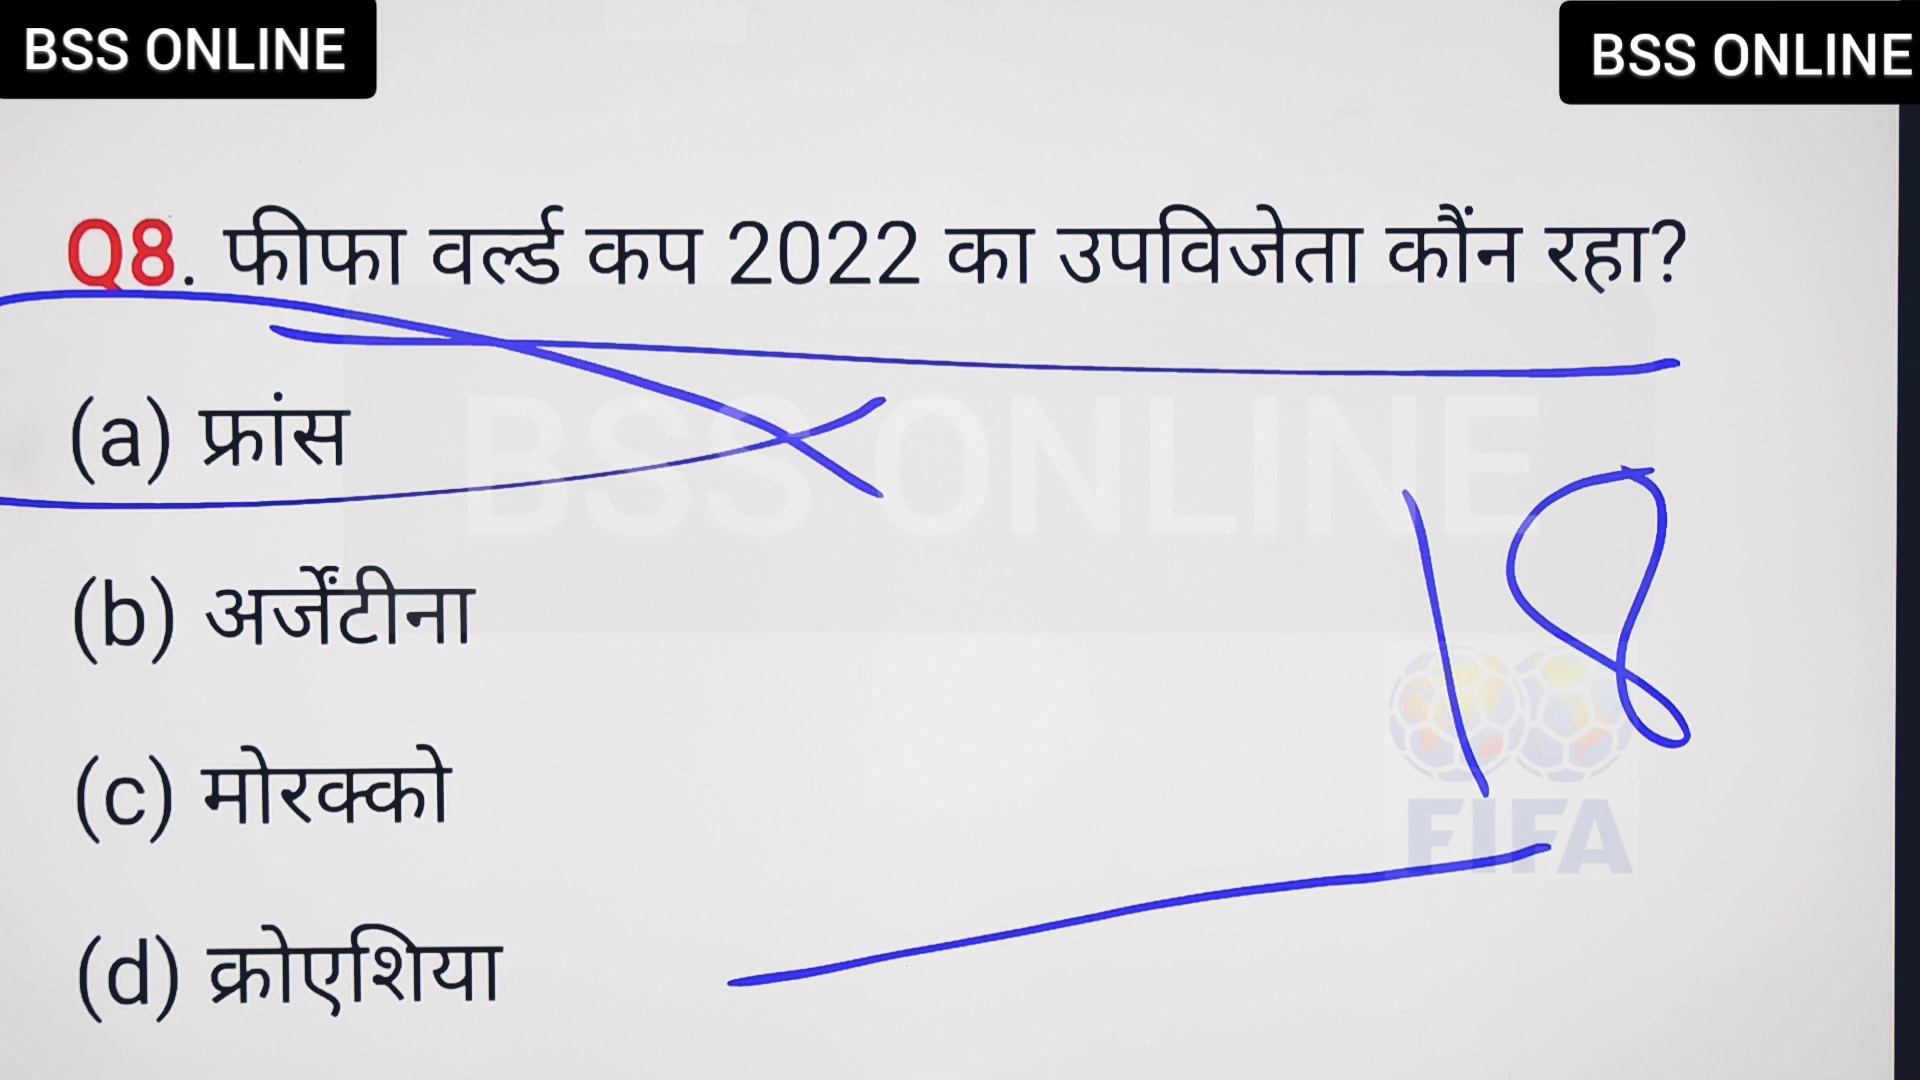 BSS ONLINE
BSS ONLINE
Q8. फीफा वर्ल्ड कप 2022 का उपविजेता कौंन रहा?
(a) फ्रांस
BSS ONLINE
(b) अर्जेंटीना
18
(c) मोरक्को
FIFA
(d) क्रोएशिया